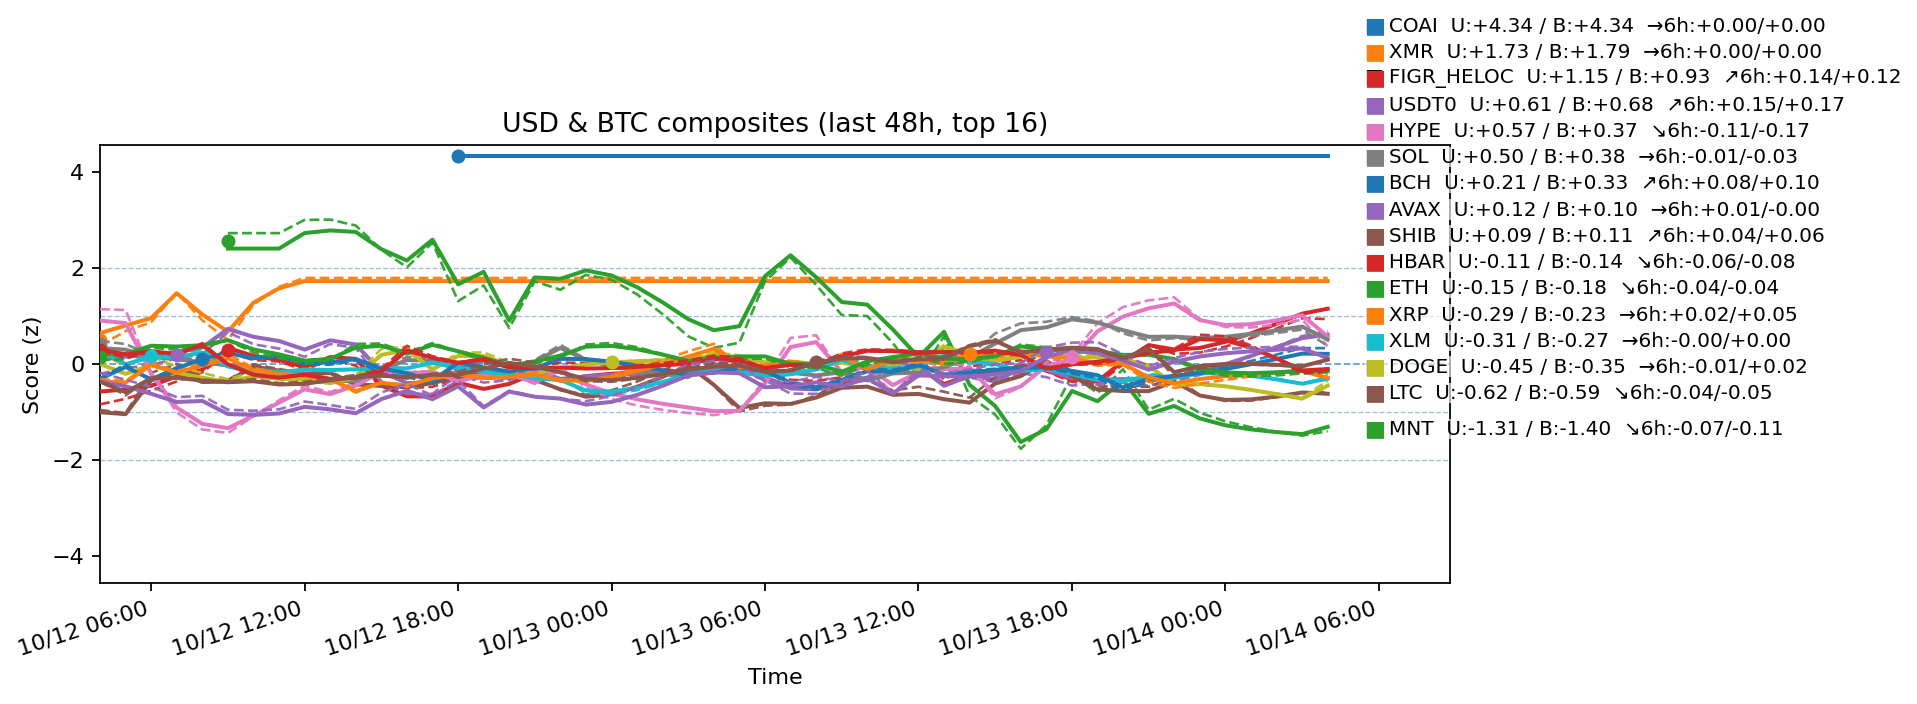 COAI  U:+4.34 / B:+4.34  →6h:+0.00/+0.00
XMR  U:+1.73 / B:+1.79  →6h:+0.00/+0.00
FIGR_HELOC  U:+1.15 / B:+0.93  ↗6h:+0.14/+0.12
USDT0  U:+0.61 / B:+0.68  ↗6h:+0.15/+0.17
HYPE  U:+0.57 / B:+0.37  ↘6h:-0.11/-0.17
SOL  U:+0.50 / B:+0.38  →6h:-0.01/-0.03
BCH  U:+0.21 / B:+0.33  ↗6h:+0.08/+0.10
AVAX  U:+0.12 / B:+0.10  →6h:+0.01/-0.00
SHIB  U:+0.09 / B:+0.11  ↗6h:+0.04/+0.06
HBAR  U:-0.11 / B:-0.14  ↘6h:-0.06/-0.08
ETH  U:-0.15 / B:-0.18  ↘6h:-0.04/-0.04
XRP  U:-0.29 / B:-0.23  →6h:+0.02/+0.05
XLM  U:-0.31 / B:-0.27  →6h:-0.00/+0.00
DOGE  U:-0.45 / B:-0.35  →6h:-0.01/+0.02
LTC  U:-0.62 / B:-0.59  ↘6h:-0.04/-0.05
MNT  U:-1.31 / B:-1.40  ↘6h:-0.07/-0.11
USD & BTC composites (last 48h, top 16)
Score (z)
4
2
0
−2
−4
10/12 06:00
10/12 12:00
10/12 18:00
10/13 00:00
10/13 06:00
10/13 12:00
10/13 18:00
10/14 00:00
10/14 06:00
Time